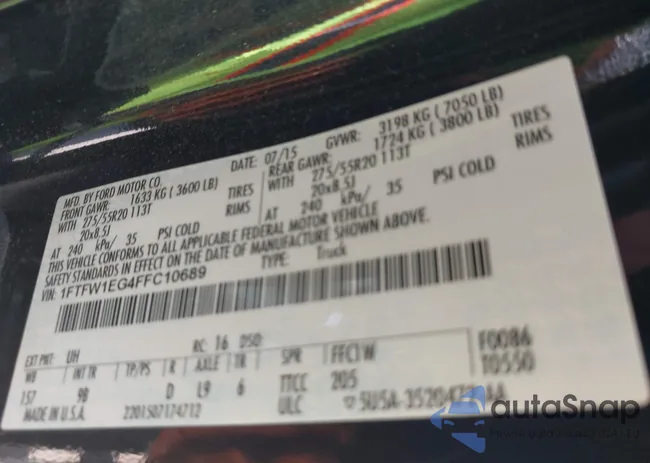 MFD. BY FORD MOTOR CO. DATE: 07/15 GVWR: 3198 KG ( 7050 LB)
FRONT GAWR: 1633 KG ( 3600 LB) REAR GAWR: 1724 KG ( 3800 LB)
WITH 275/55R20 113T TIRES WITH 275/55R20 113T TIRES
20x8.5J RIMS 20x8.5J RIMS
AT 240 kPa/ 35 PSI COLD AT 240 kPa/ 35 PSI COLD
THIS VEHICLE CONFORMS TO ALL APPLICABLE FEDERAL MOTOR VEHICLE
SAFETY STANDARDS IN EFFECT ON THE DATE OF MANUFACTURE SHOWN ABOVE.
VIN: 1FTFW1EG4FFC10689 TYPE: Truck
EXT PNT: UH RC: 16 DSO: F0086
WB INT TR TP/PS R AXLE TR SPR FFC1W T0550
157 9B D L9 6 TTCC 205
MADE IN U.S.A. 2201507174712 ULC 5U5A-3520472
autoSnap